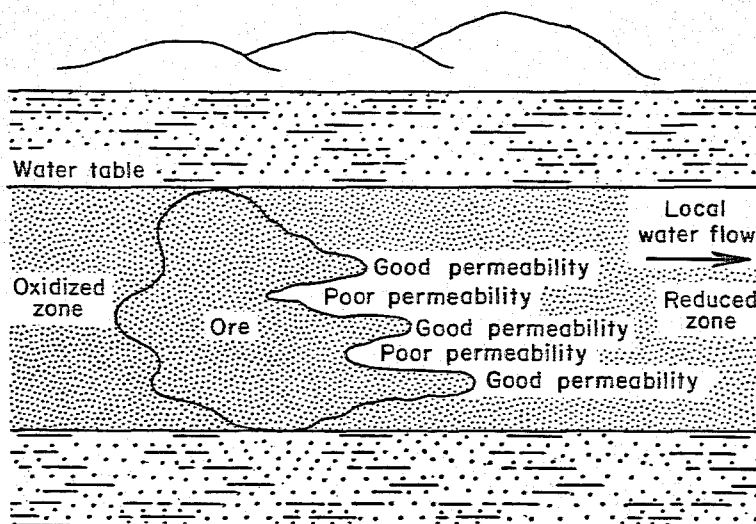 Water table
Local
water flow
Good permeability
Oxidized
zone
Poor permeability
Reduced
zone
Ore
Good permeability
Poor permeability
Good permeability